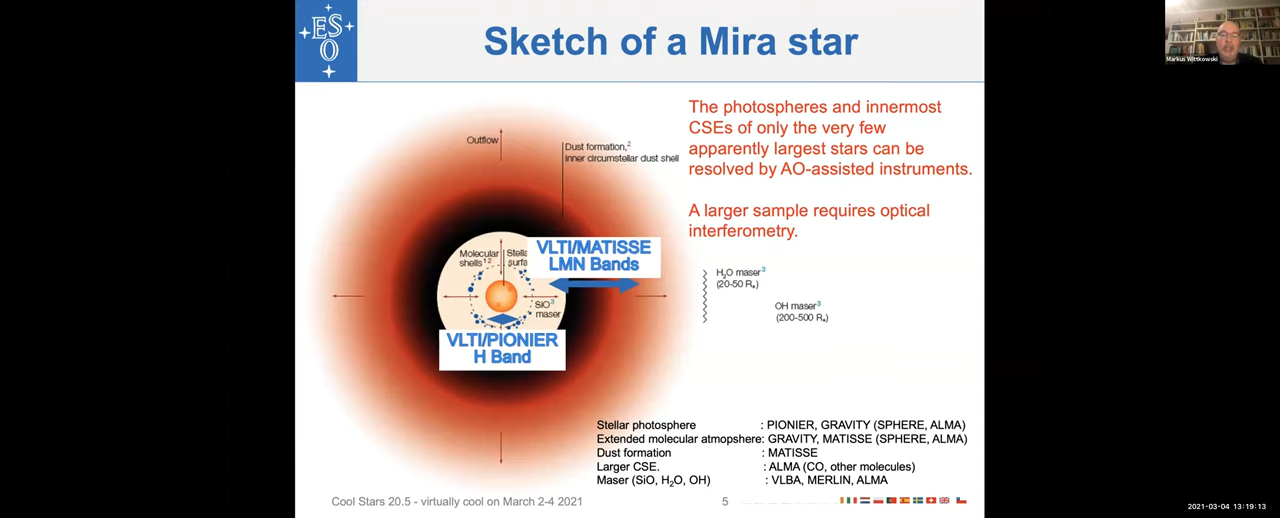 ESO
Sketch of a Mira star
Markus Wittkowski
The photospheres and innermost
CSEs of only the very few
apparently largest stars can be
resolved by AO-assisted instruments.
A larger sample requires optical
interferometry.
Outflow
Dust formation,2
inner circumstellar dust shell
Molecular
shells1 2
Stella
surfa
VLTI/MATISSE
LMN Bands
SiO3
maser
VLTI/PIONIER
H Band
H2O maser3
(20-50 R*)
OH maser3
(200-500 R*)
Stellar photosphere : PIONIER, GRAVITY (SPHERE, ALMA)
Extended molecular atmopshere: GRAVITY, MATISSE (SPHERE, ALMA)
Dust formation : MATISSE
Larger CSE. : ALMA (CO, other molecules)
Maser (SiO, H2O, OH) : VLBA, MERLIN, ALMA
Cool Stars 20.5 - virtually cool on March 2-4 2021
5
2021-03-04 13:19:13